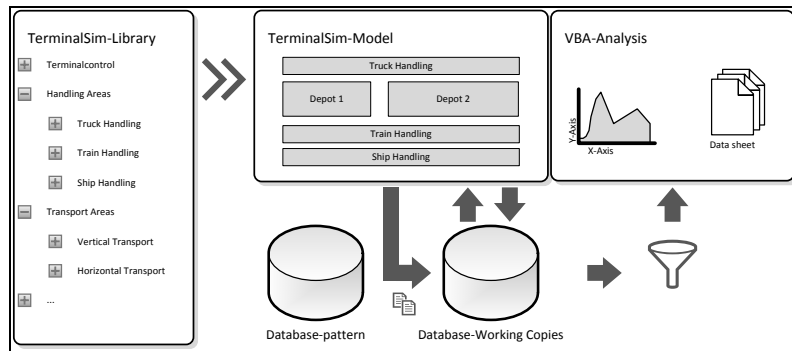 TerminalSim-Library
Terminalcontrol
Handling Areas
Truck Handling
Train Handling
Ship Handling
Transport Areas
Vertical Transport
Horizontal Transport
...
TerminalSim-Model
Truck Handling
Depot 1
Depot 2
Train Handling
Ship Handling
VBA-Analysis
Y-Axis
X-Axis
Data sheet
Database-pattern
Database-Working Copies